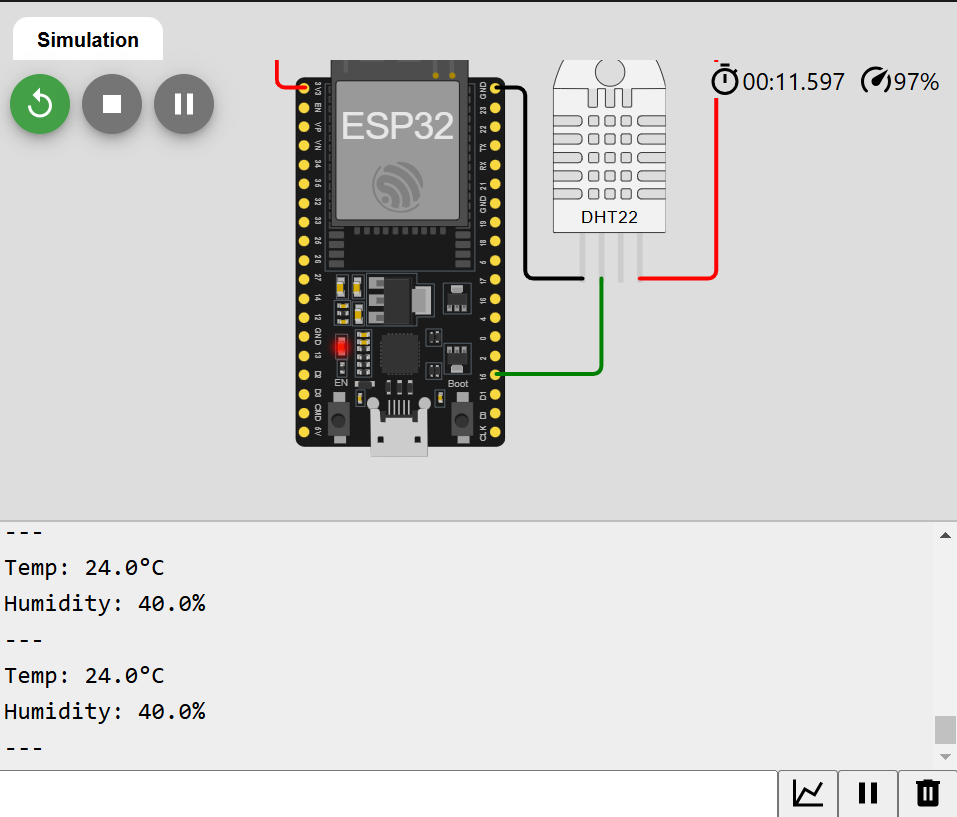 Simulation
00:11.597
97%
ESP32
3V3
EN
VP
VN
34
35
32
33
25
26
27
14
12
GND
13
D2
D3
CMD
5V
GND
23
22
TX
RX
21
GND
19
18
5
17
16
4
0
2
15
D1
D0
CLK
EN
Boot
DHT22
---
Temp: 24.0°C
Humidity: 40.0%
---
Temp: 24.0°C
Humidity: 40.0%
---